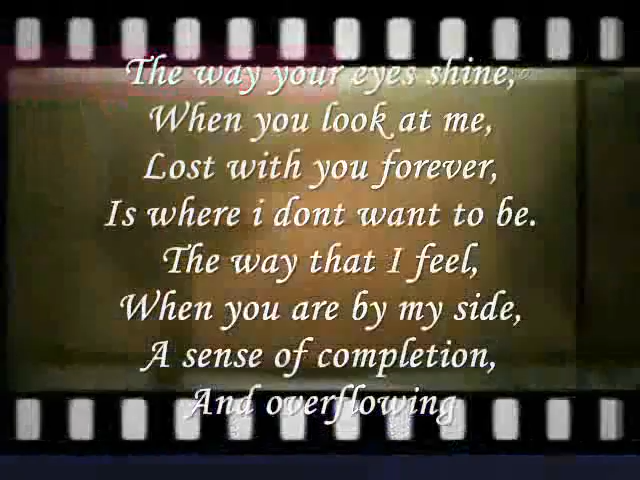 The way your eyes shine,
When you look at me,
Lost with you forever,
Is where i dont want to be.
The way that I feel,
When you are by my side,
A sense of completion,
And overflowing